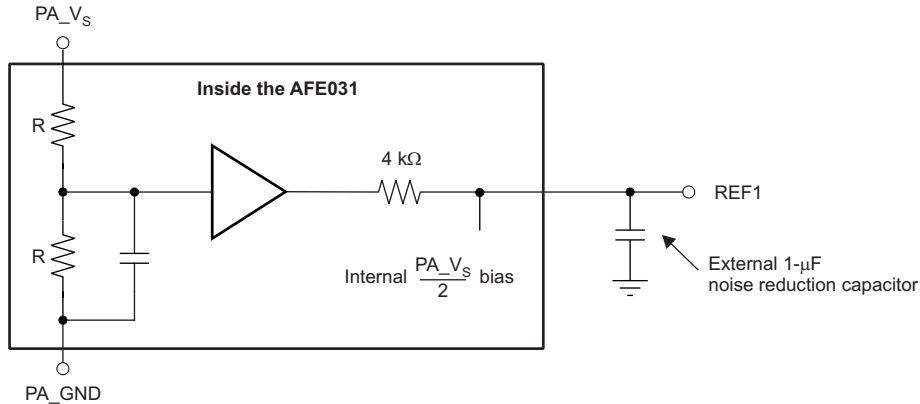 PA_VS
Inside the AFE031
R
4 kΩ
REF1
R
Internal PA_VS/2 bias
External 1-μF
noise reduction capacitor
PA_GND